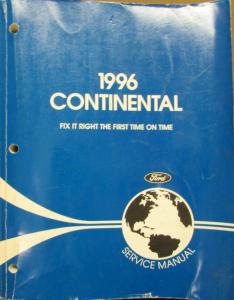 1996
CONTINENTAL
FIX IT RIGHT THE FIRST TIME ON TIME
Ford
SERVICE MANUAL